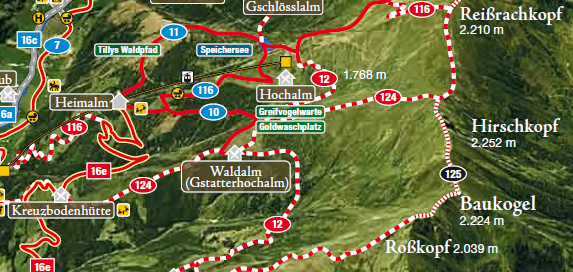 Gschlösslalm
116
Reißrachkopf
2.210 m
H
16c
7
11
Tillys Waldpfad
Speichersee
12
1.768 m
ub
Heimalm
116
Hochalm
124
6a
10
Greifvogelwarte
Goldwaschplatz
116
Hirschkopf
2.252 m
16e
124
Waldalm
(Gstatterhochalm)
125
Baukogel
2.224 m
Kreuzbodenhütte
12
Roßkopf 2.039 m
16e